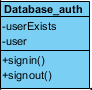 Database_auth
-userExists
-user
+signin()
+signout()